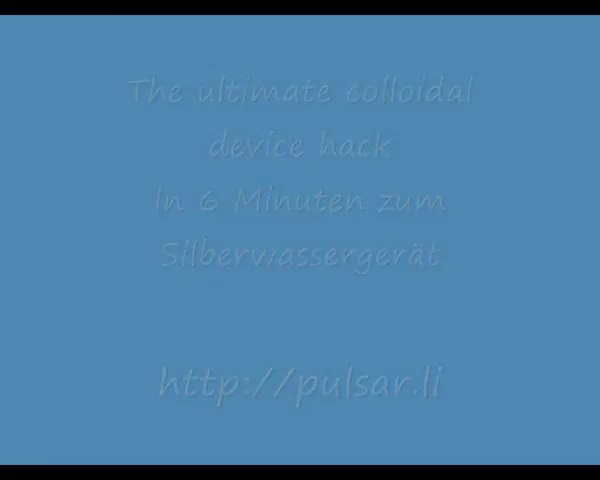 The ultimate colloidal
device hack
In 6 Minuten zum
Silberwassergerät
http://pulsar.li